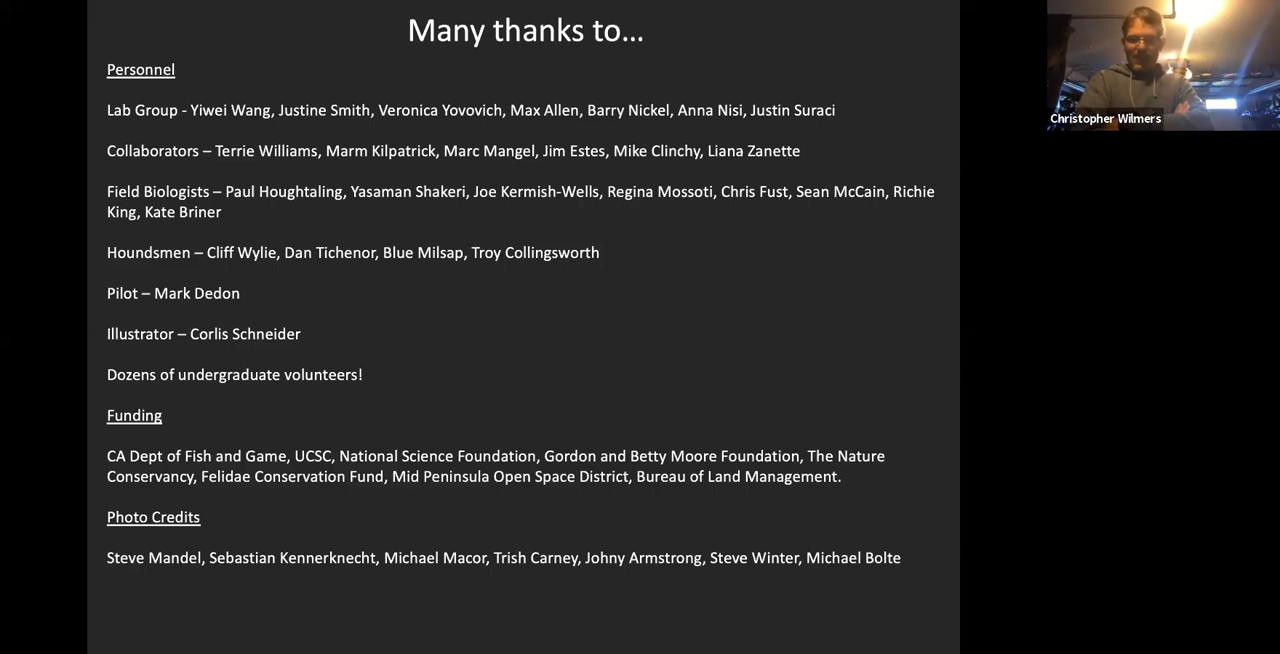 Many thanks to...
Personnel
Lab Group - Yiwei Wang, Justine Smith, Veronica Yovovich, Max Allen, Barry Nickel, Anna Nisi, Justin Suraci
Collaborators – Terrie Williams, Marm Kilpatrick, Marc Mangel, Jim Estes, Mike Clinchy, Liana Zanette
Field Biologists – Paul Houghtaling, Yasaman Shakeri, Joe Kermish-Wells, Regina Mossoti, Chris Fust, Sean McCain, Richie
King, Kate Briner
Houndsmen – Cliff Wylie, Dan Tichenor, Blue Milsap, Troy Collingsworth
Pilot – Mark Dedon
Illustrator – Corlis Schneider
Dozens of undergraduate volunteers!
Funding
CA Dept of Fish and Game, UCSC, National Science Foundation, Gordon and Betty Moore Foundation, The Nature
Conservancy, Felidae Conservation Fund, Mid Peninsula Open Space District, Bureau of Land Management.
Photo Credits
Steve Mandel, Sebastian Kennerknecht, Michael Macor, Trish Carney, Johny Armstrong, Steve Winter, Michael Bolte
Christopher Wilmers